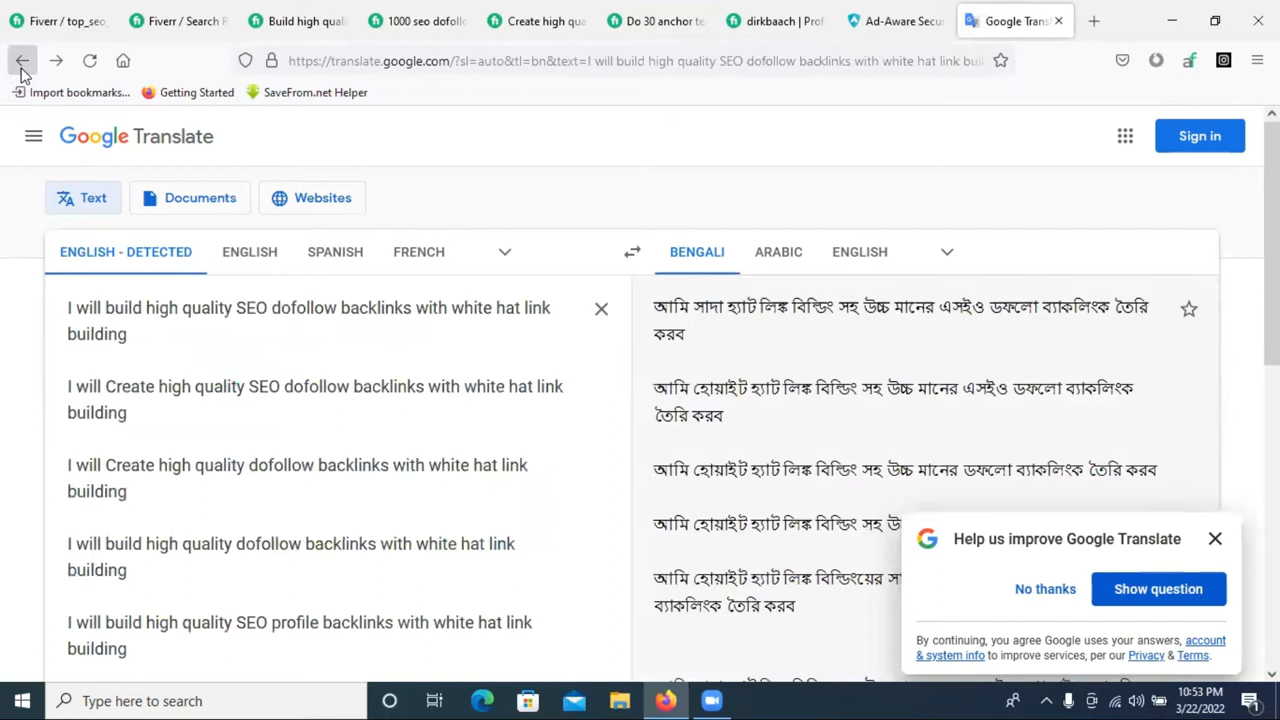 Fiverr / top_seo_
Fiverr / Search R
Build high quali
1000 seo dofoll
Create high qua
Do 30 anchor te
dirkbaach | Prof
Ad-Aware Secu
Google Trans
https://translate.google.com/?sl=auto&tl=bn&text=I will build high quality SEO dofollow backlinks with white hat link bui
Import bookmarks...
Getting Started
SaveFrom.net Helper
Google Translate
Sign in
Text
Documents
Websites
ENGLISH - DETECTED
ENGLISH
SPANISH
FRENCH
BENGALI
ARABIC
ENGLISH
I will build high quality SEO dofollow backlinks with white hat link
building
I will Create high quality SEO dofollow backlinks with white hat link
building
I will Create high quality dofollow backlinks with white hat link
building
I will build high quality dofollow backlinks with white hat link
building
I will build high quality SEO profile backlinks with white hat link
building
আমি সাদা হ্যাট লিঙ্ক বিল্ডিং সহ উচ্চ মানের এসইও ডফলো ব্যাকলিংক তৈরি
করব
আমি হোয়াইট হ্যাট লিঙ্ক বিল্ডিং সহ উচ্চ মানের এসইও ডফলো ব্যাকলিংক
তৈরি করব
আমি হোয়াইট হ্যাট লিঙ্ক বিল্ডিং সহ উচ্চ মানের ডফলো ব্যাকলিংক তৈরি করব
আমি হোয়াইট হ্যাট লিঙ্ক বিল্ডিং সহ উ
আমি হোয়াইট হ্যাট লিঙ্ক বিল্ডিংয়ের সা
ব্যাকলিংক তৈরি করব
Help us improve Google Translate
No thanks
Show question
By continuing, you agree Google uses your answers, account
& system info to improve services, per our Privacy & Terms.
Type here to search
10:53 PM
3/22/2022
1